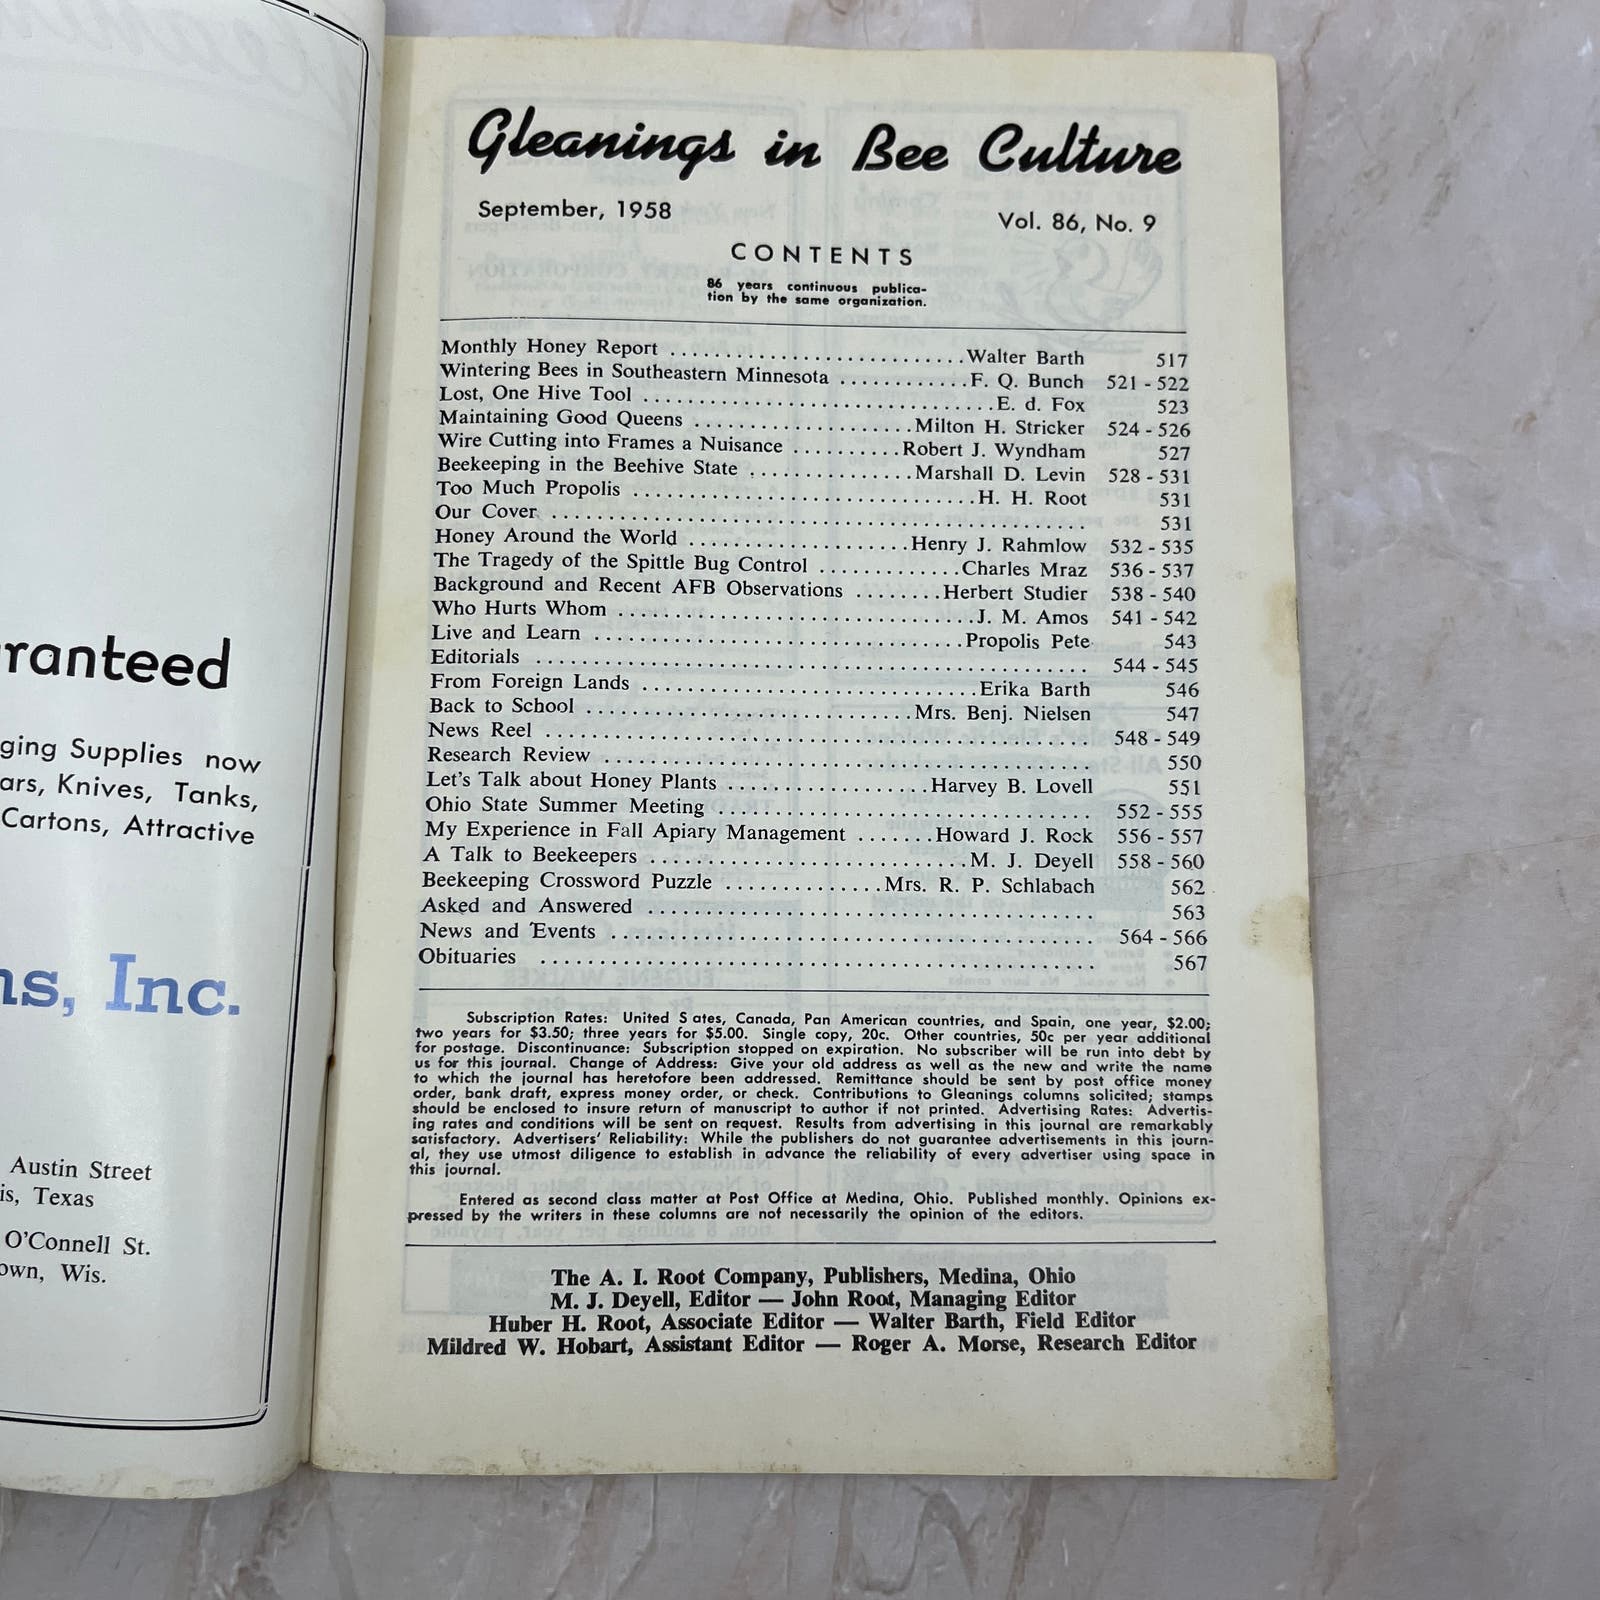 ranteed
ging Supplies now
ars, Knives, Tanks,
Cartons, Attractive
ns, Inc.
Austin Street
is, Texas
O'Connell St.
own, Wis.
Gleanings in Bee Culture
September, 1958 Vol. 86, No. 9
CONTENTS
86 years continuous publica-
tion by the same organization.
Monthly Honey Report ........................... Walter Barth 517
Wintering Bees in Southeastern Minnesota ............ F. Q. Bunch 521 - 522
Lost, One Hive Tool ................................ E. d. Fox 523
Maintaining Good Queens .................... Milton H. Stricker 524 - 526
Wire Cutting into Frames a Nuisance .......... Robert J. Wyndham 527
Beekeeping in the Beehive State ............... Marshall D. Levin 528 - 531
Too Much Propolis ............................... H. H. Root 531
Our Cover ................................................. 531
Honey Around the World .................... Henry J. Rahmlow 532 - 535
The Tragedy of the Spittle Bug Control ............. Charles Mraz 536 - 537
Background and Recent AFB Observations ........ Herbert Studier 538 - 540
Who Hurts Whom ................................. J. M. Amos 541 - 542
Live and Learn .................................. Propolis Pete 543
Editorials .................................................. 544 - 545
From Foreign Lands .............................. Erika Barth 546
Back to School .............................. Mrs. Benj. Nielsen 547
News Reel ................................................. 548 - 549
Research Review ............................................ 550
Let's Talk about Honey Plants .................. Harvey B. Lovell 551
Ohio State Summer Meeting .................................. 552 - 555
My Experience in Fall Apiary Management ....... Howard J. Rock 556 - 557
A Talk to Beekeepers ............................. M. J. Deyell 558 - 560
Beekeeping Crossword Puzzle .............. Mrs. R. P. Schlabach 562
Asked and Answered ........................................ 563
News and Events ........................................... 564 - 566
Obituaries .................................................. 567
Subscription Rates: United S ates, Canada, Pan American countries, and Spain, one year, $2.00;
two years for $3.50; three years for $5.00. Single copy, 20c. Other countries, 50c per year additional
for postage. Discontinuance: Subscription stopped on expiration. No subscriber will be run into debt by
us for this journal. Change of Address: Give your old address as well as the new and write the name
to which the journal has heretofore been addressed. Remittance should be sent by post office money
order, bank draft, express money order, or check. Contributions to Gleanings columns solicited; stamps
should be enclosed to insure return of manuscript to author if not printed. Advertising Rates: Advertis-
ing rates and conditions will be sent on request. Results from advertising in this journal are remarkably
satisfactory. Advertisers' Reliability: While the publishers do not guarantee advertisements in this journ-
al, they use utmost diligence to establish in advance the reliability of every advertiser using space in
this journal.
Entered as second class matter at Post Office at Medina, Ohio. Published monthly. Opinions ex-
pressed by the writers in these columns are not necessarily the opinion of the editors.
The A. I. Root Company, Publishers, Medina, Ohio
M. J. Deyell, Editor — John Root, Managing Editor
Huber H. Root, Associate Editor — Walter Barth, Field Editor
Mildred W. Hobart, Assistant Editor — Roger A. Morse, Research Editor